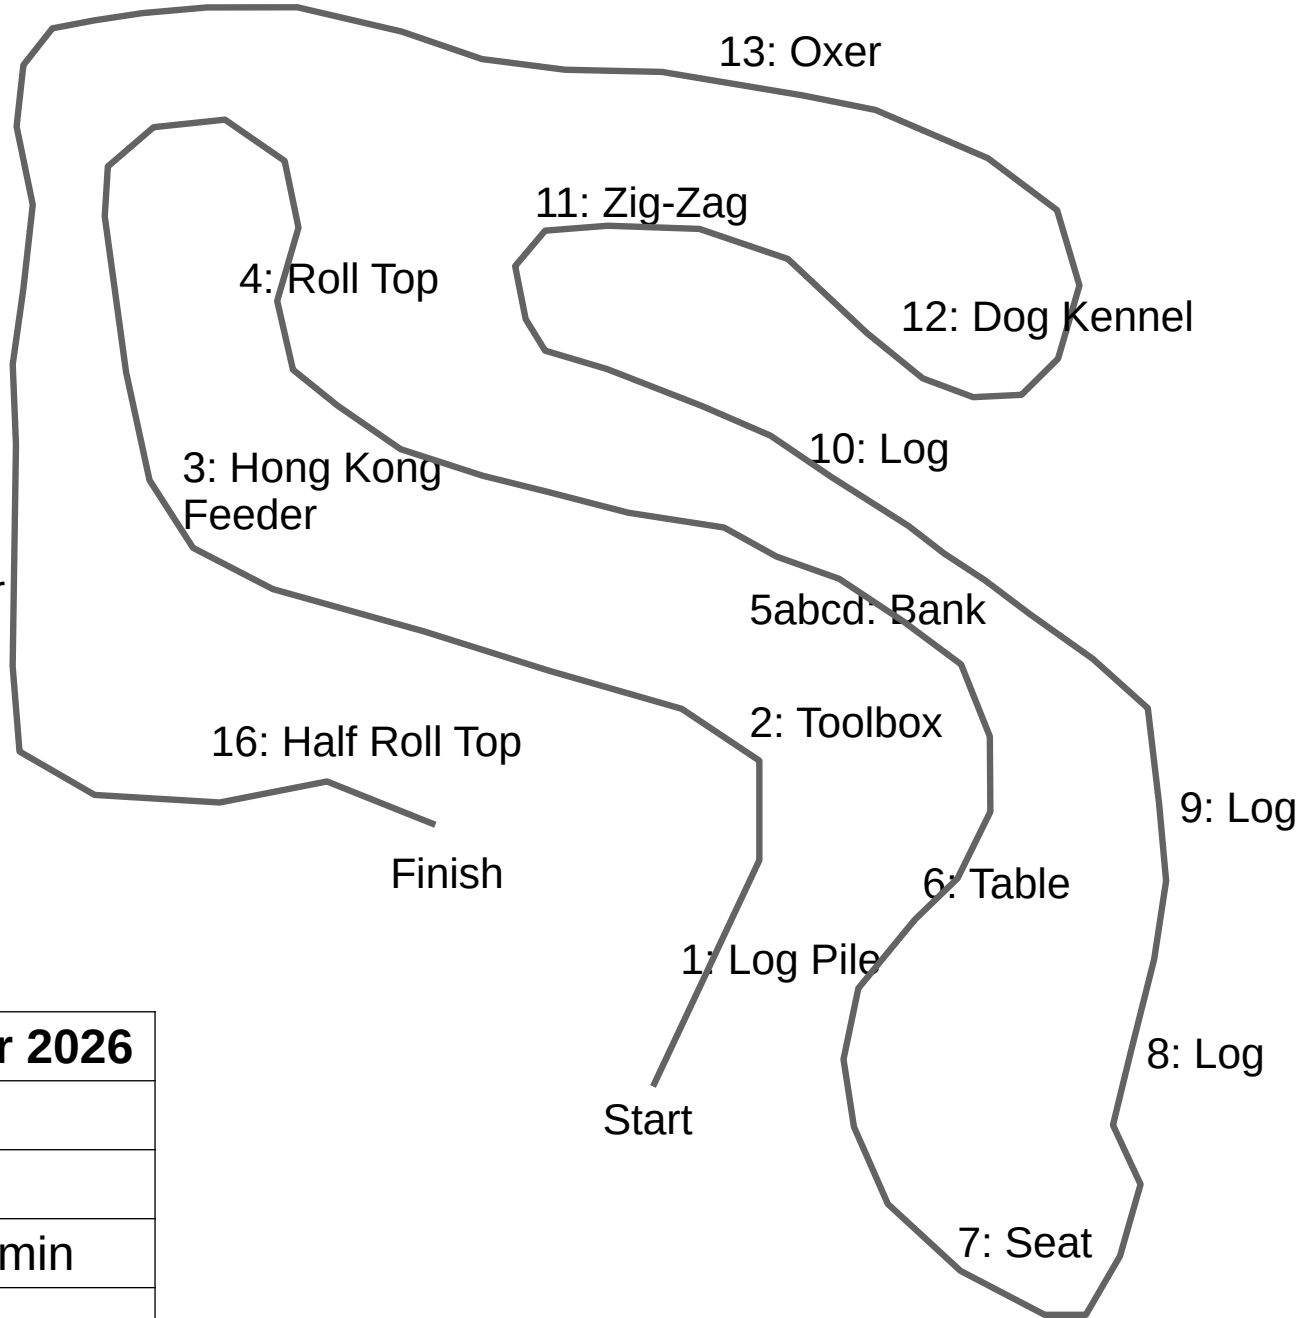 13: Oxer
11: Zig-Zag
4: Roll Top
12: Dog Kennel
10: Log
3: Hong Kong
Feeder
5abcd: Bank
2: Toolbox
16: Half Roll Top
9: Log
Finish
6: Table
1: Log Pile
2026
8: Log
Start
7: Seat
min